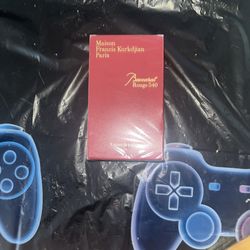 Maison
Francis Kurkdjian
Paris
Baccarat
Rouge 540